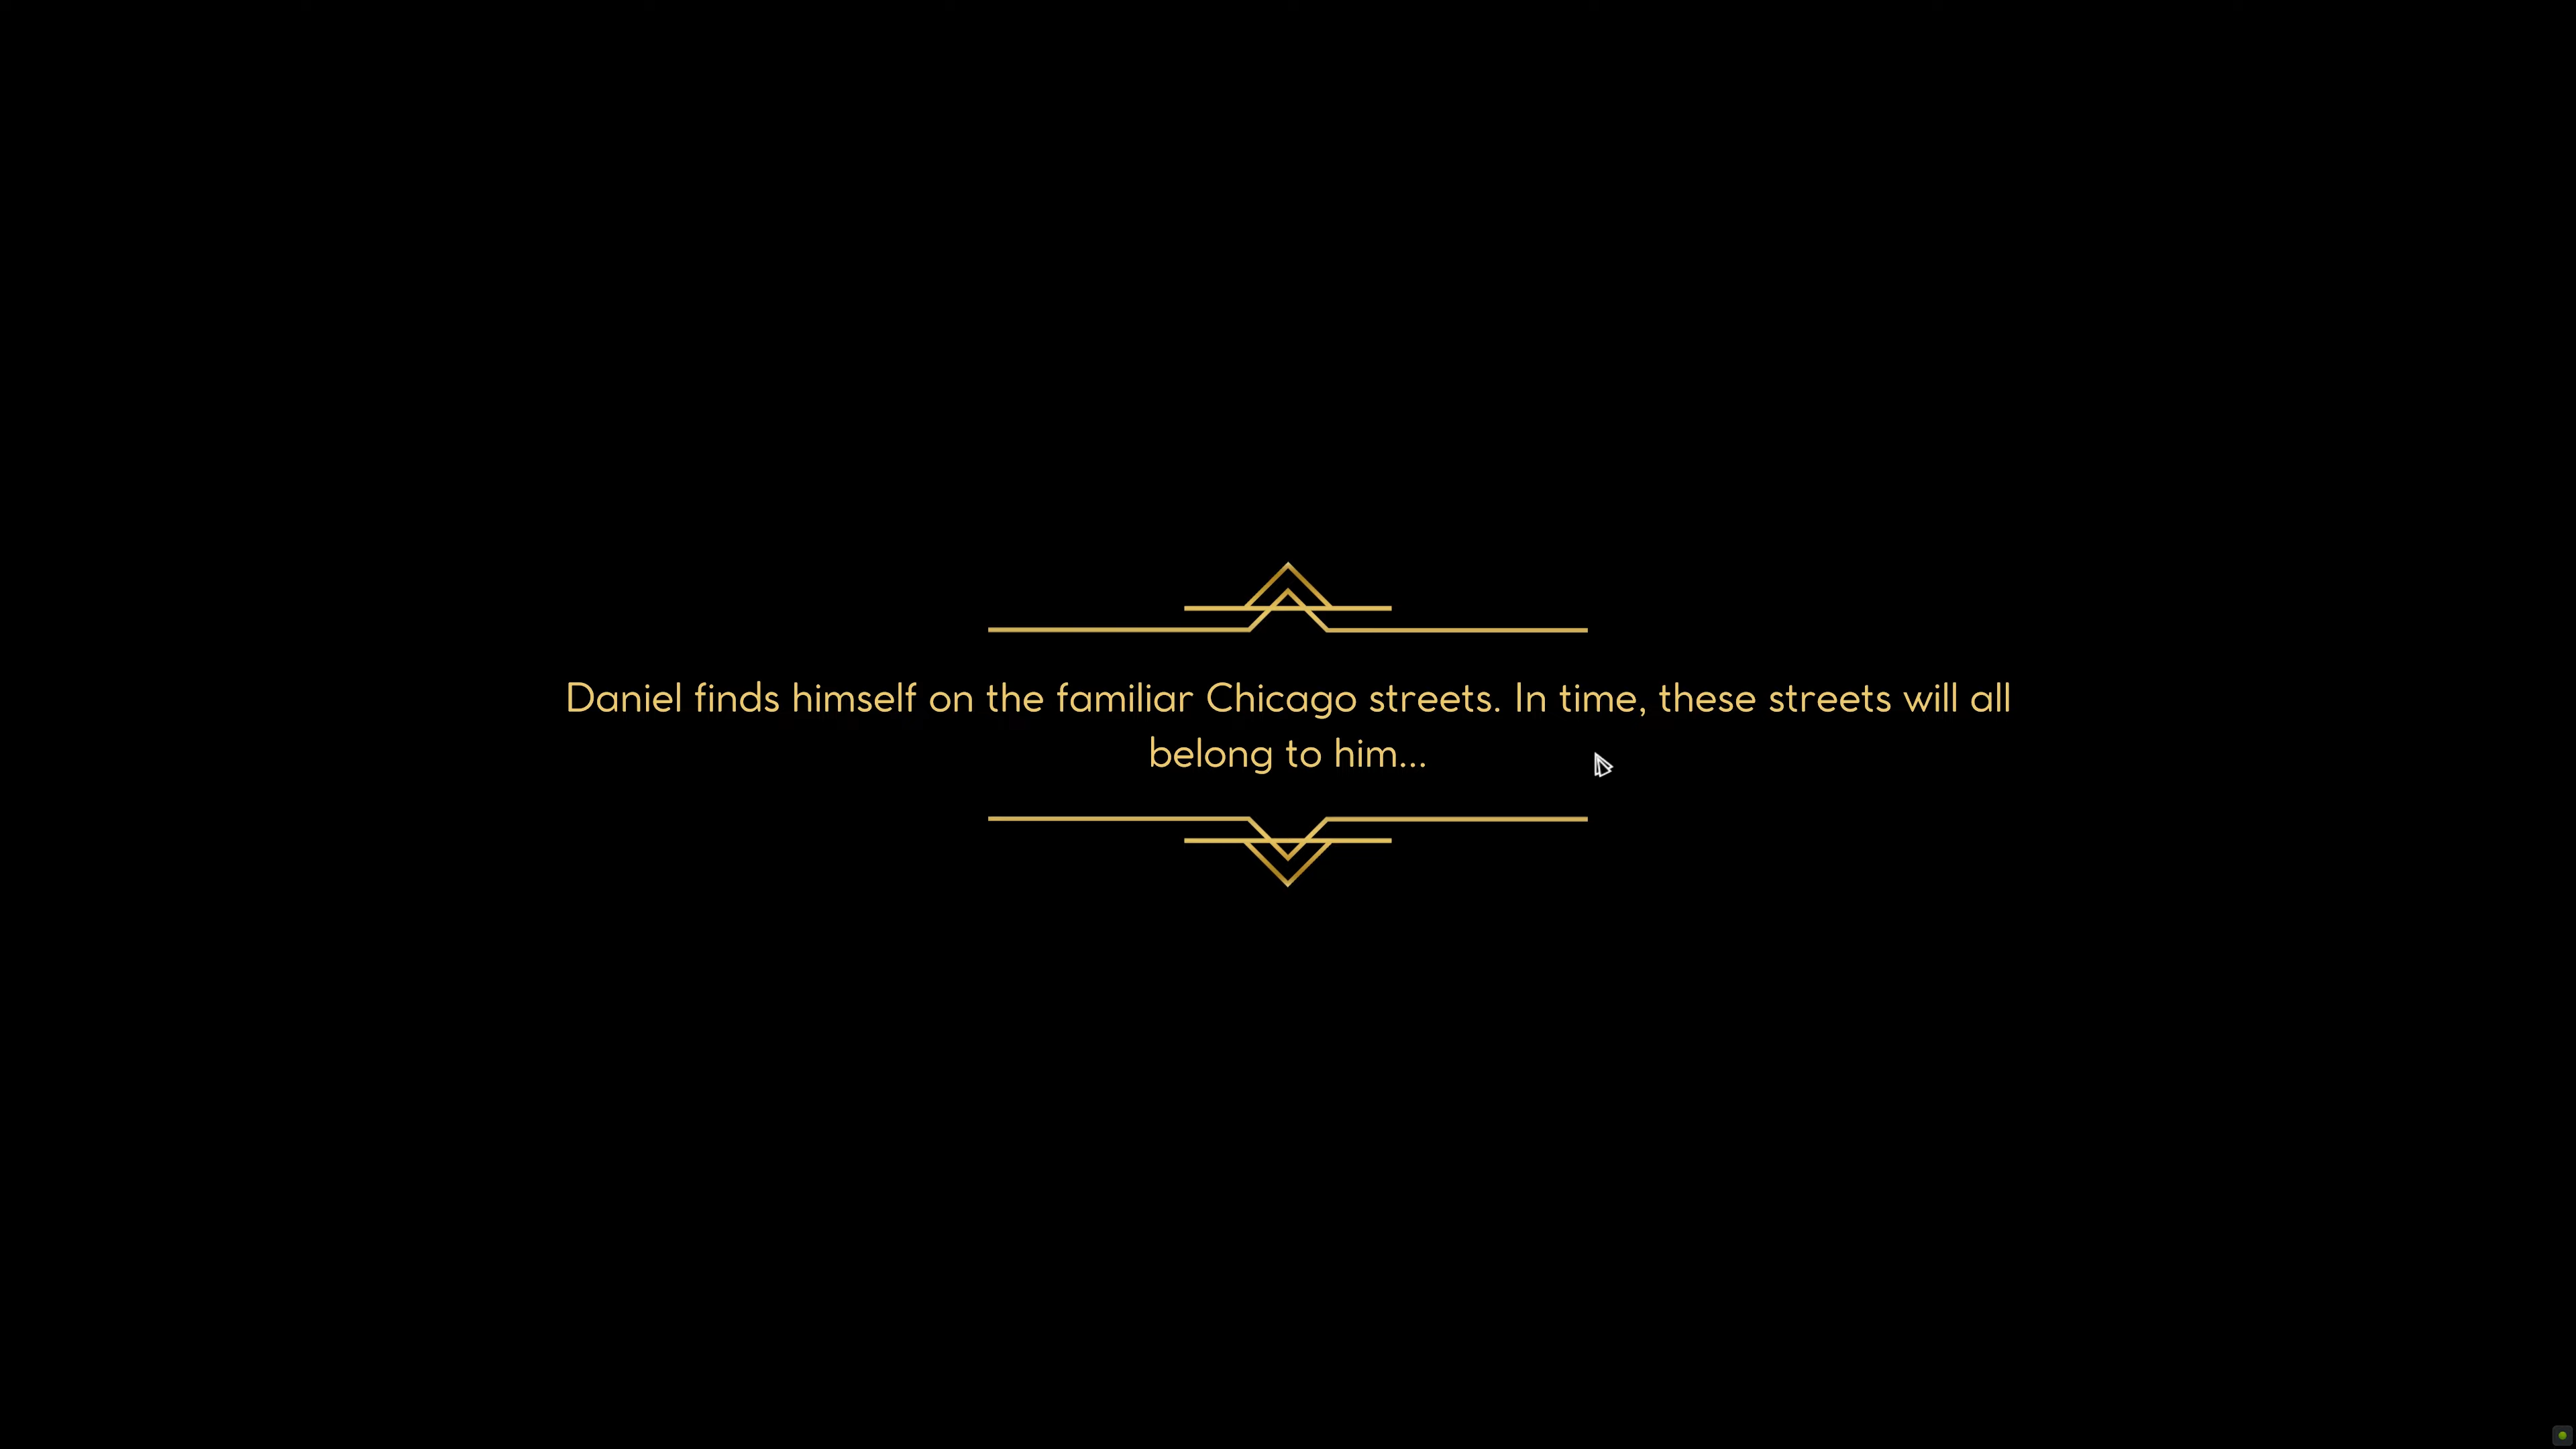 Daniel finds himself on the familiar Chicago streets. In time, these streets will all
belong to him...